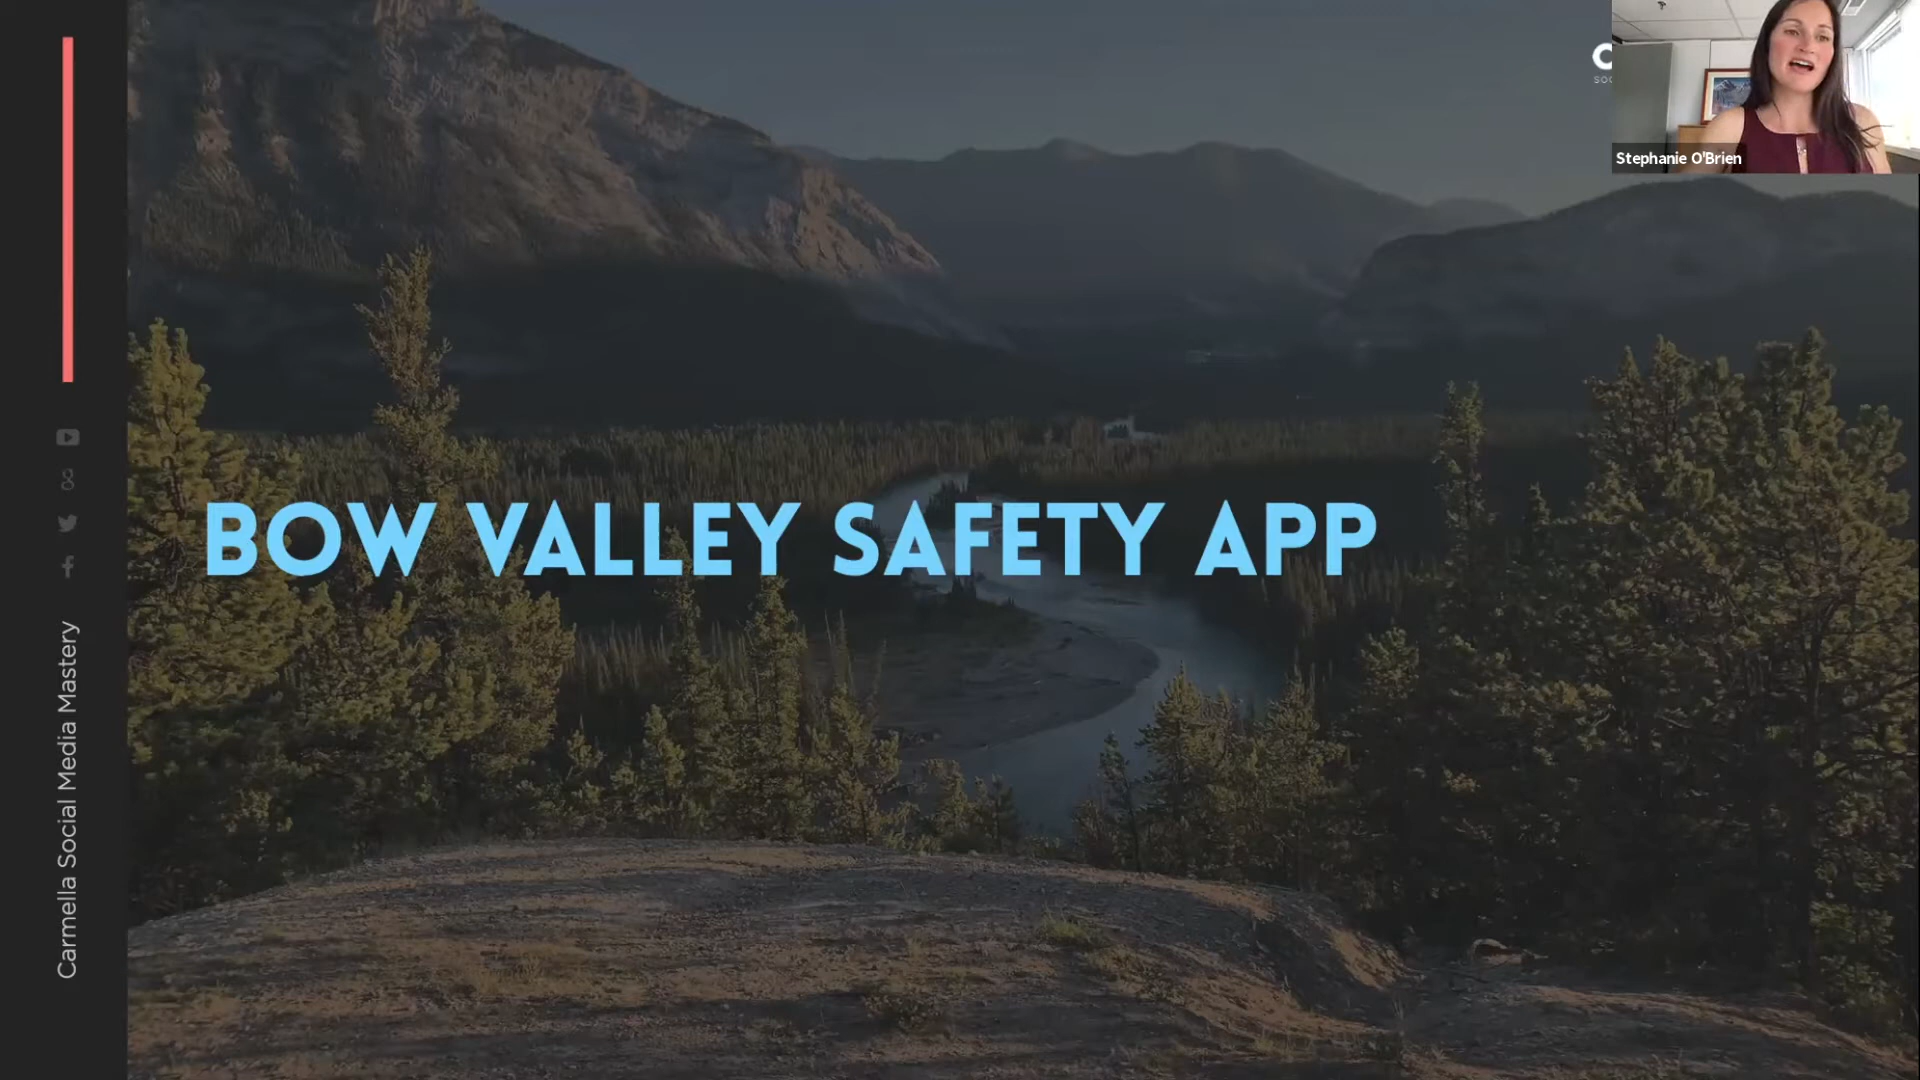 Stephanie O'Brien
BOW VALLEY SAFETY APP
Carmella Social Media Mastery